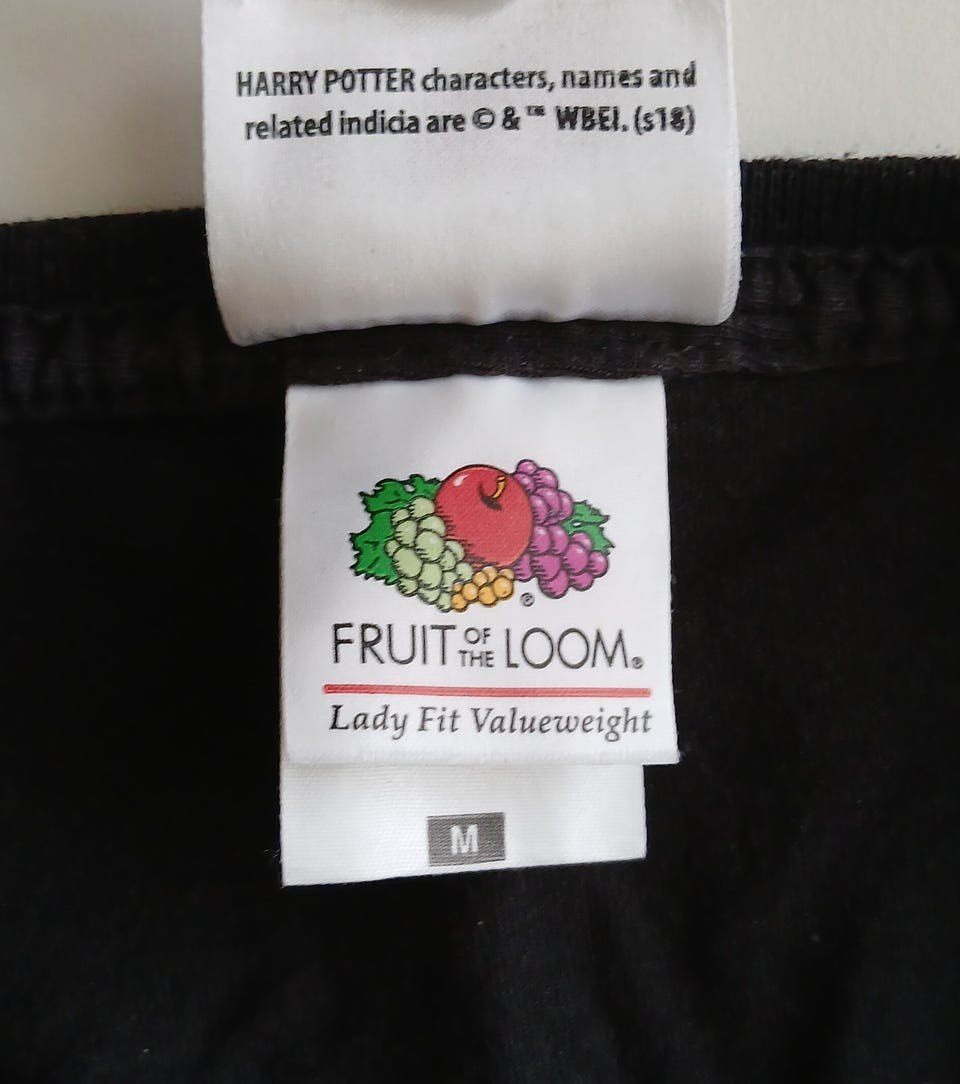 HARRY POTTER characters, names and
related indicia are © & ™ WBEI. (s18)
®
FRUIT OF THE LOOM®
Lady Fit Valueweight
M